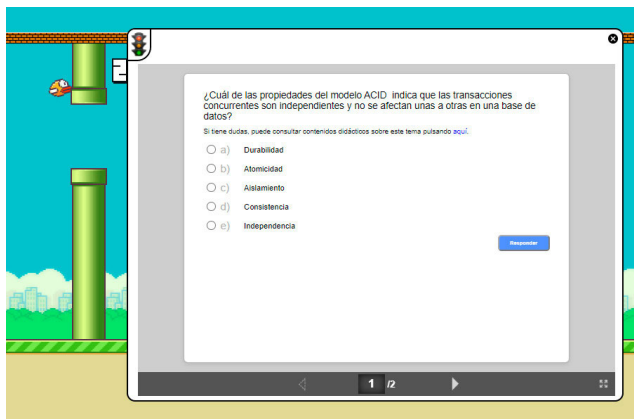 ¿Cuál de las propiedades del modelo ACID indica que las transacciones
concurrentes son independientes y no se afectan unas a otras en una base de
datos?
Si tiene dudas, puede consultar contenidos didácticos sobre este tema pulsando aquí.
a) Durabilidad
b) Atomicidad
c) Aislamiento
d) Consistencia
e) Independencia
Responder
1 /2